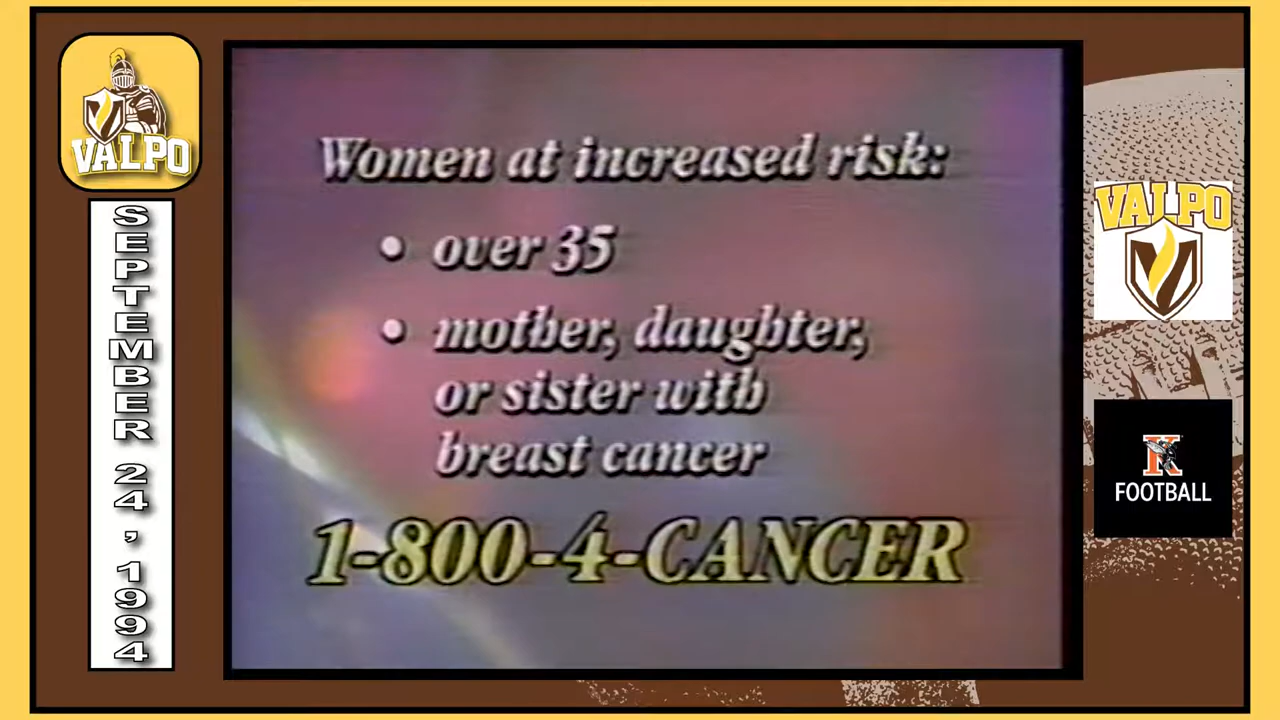 VALPO
SEPTEMBER 24, 1994
Women at increased risk:
• over 35
• mother, daughter,
or sister with
breast cancer
1-800-4-CANCER
VALPO
K
FOOTBALL